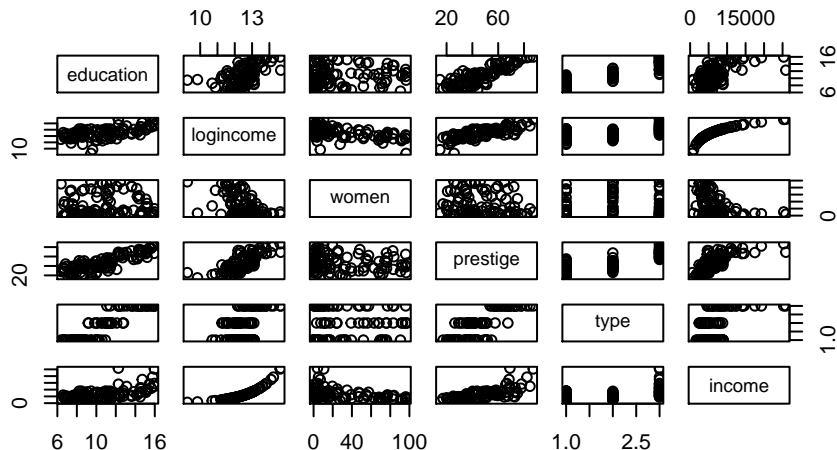 10 13 20 60 0 15000
education 6 16
10 logincome
women 0
20 prestige
type 1.0
0 income
6 10 16 0 40 100 1.0 2.5